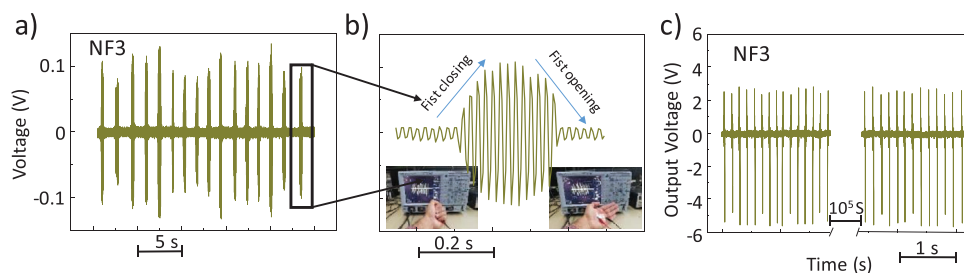 a)
NF3
0.1
0
-0.1
Voltage (V)
5 s
b)
Fist closing
Fist opening
0.2 s
c)
NF3
6
4
2
0
-2
-4
-6
Output Voltage (V)
10⁵S
1 s
Time (s)